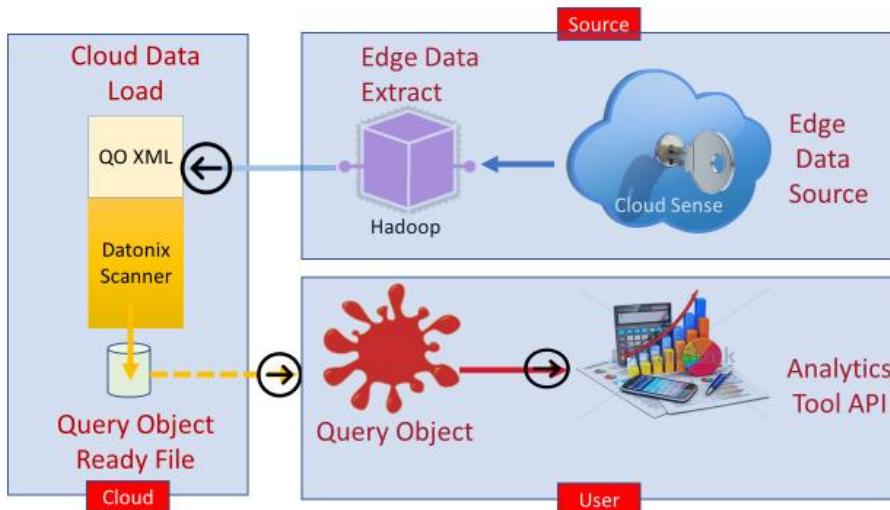 Source
Cloud Data
Load
QO XML
Datonix
Scanner
Query Object
Ready File
Cloud
Edge Data
Extract
Hadoop
Cloud Sense
Edge
Data
Source
Query Object
Analytics
Tool API
User